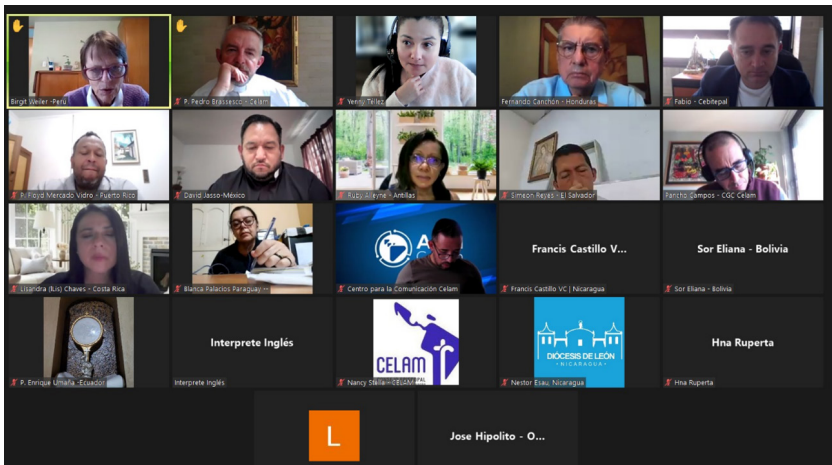 Birgit Weiler -Perú
P. Pedro Brassesco - Celam
Yenny Téllez
Fernando Canchón - Honduras
Fabio - Cebitepal
P. Floyd Mercado Vidro - Puerto Rico
David Jasso-México
Ruby Alleyne - Antillas
Simeon Reyes - El Salvador
Pancho Campos - CGC Celam
Lisandra (ILis) Chaves - Costa Rica
Blanca Palacios Paraguay
Centro para la Comunicación Celam
Francis Castillo V...
Francis Castillo VC | Nicaragua
Sor Eliana - Bolivia
Sor Eliana - Bolivia
P. Enrique Umaña -Ecuador
Interprete Inglés
Interprete Inglés
CELAM
Nancy Stalla - CELAM
DIÓCESIS DE LEÓN
- NICARAGUA -
Nestor Esau, Nicaragua
Hna Ruperta
Hna Ruperta
L
Jose Hipolito - O...